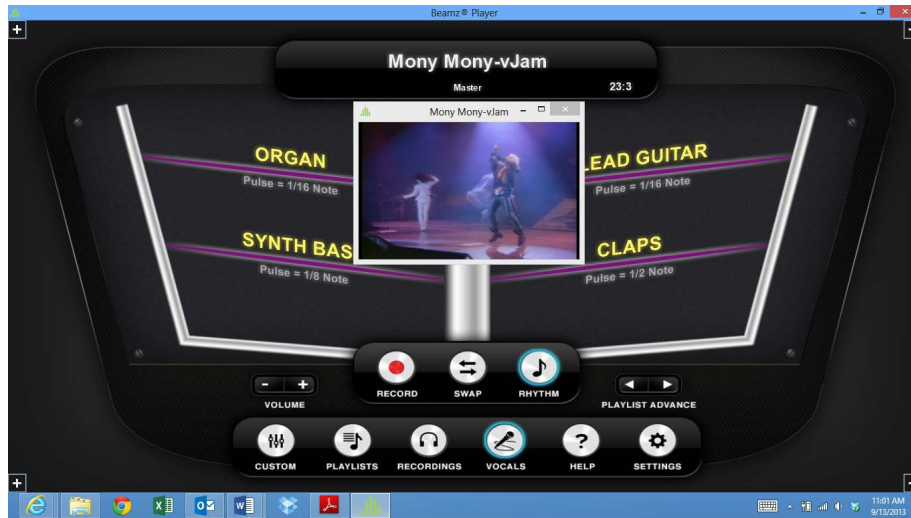 Beamz® Player
Mony Mony-vJam
Master 23:3
Mony Mony-vJam
ORGAN
Pulse = 1/16 Note
LEAD GUITAR
Pulse = 1/16 Note
SYNTH BAS
Pulse = 1/8 Note
CLAPS
Pulse = 1/2 Note
RECORD SWAP RHYTHM
- +
VOLUME
PLAYLIST ADVANCE
?
CUSTOM PLAYLISTS RECORDINGS VOCALS HELP SETTINGS
11:01 AM
9/13/2013